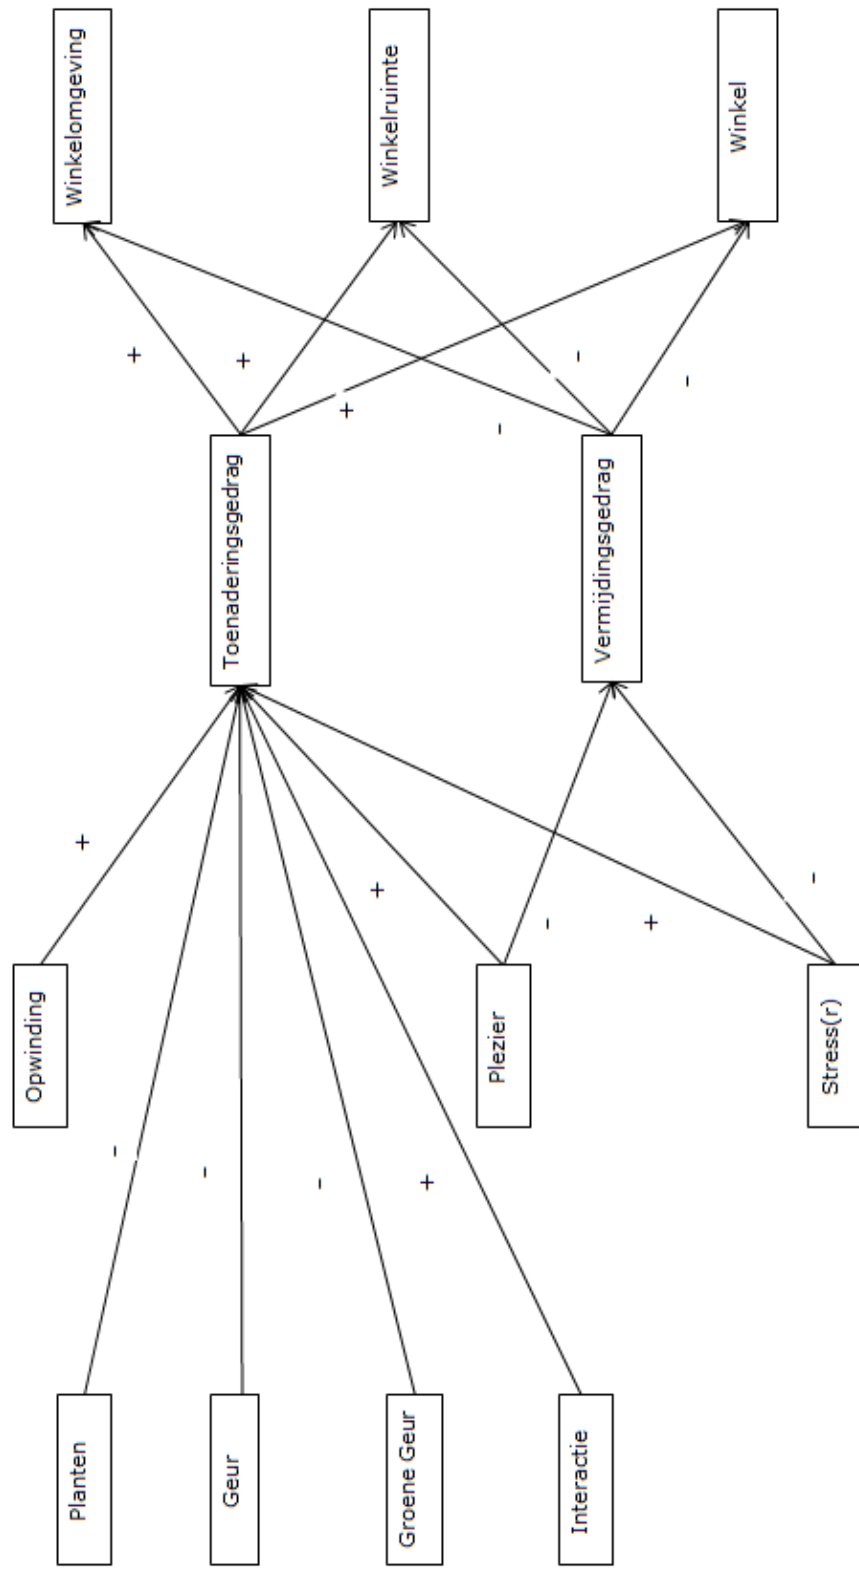 Planten
Geur
Groene Geur
Interactie
-
-
-
+
Opwinding
Plezier
Stress(r)
+
+
-
+
-
Toenaderingsgedrag
Vermijdingsgedrag
+
+
+
-
-
-
Winkelomgeving
Winkelruimte
Winkel